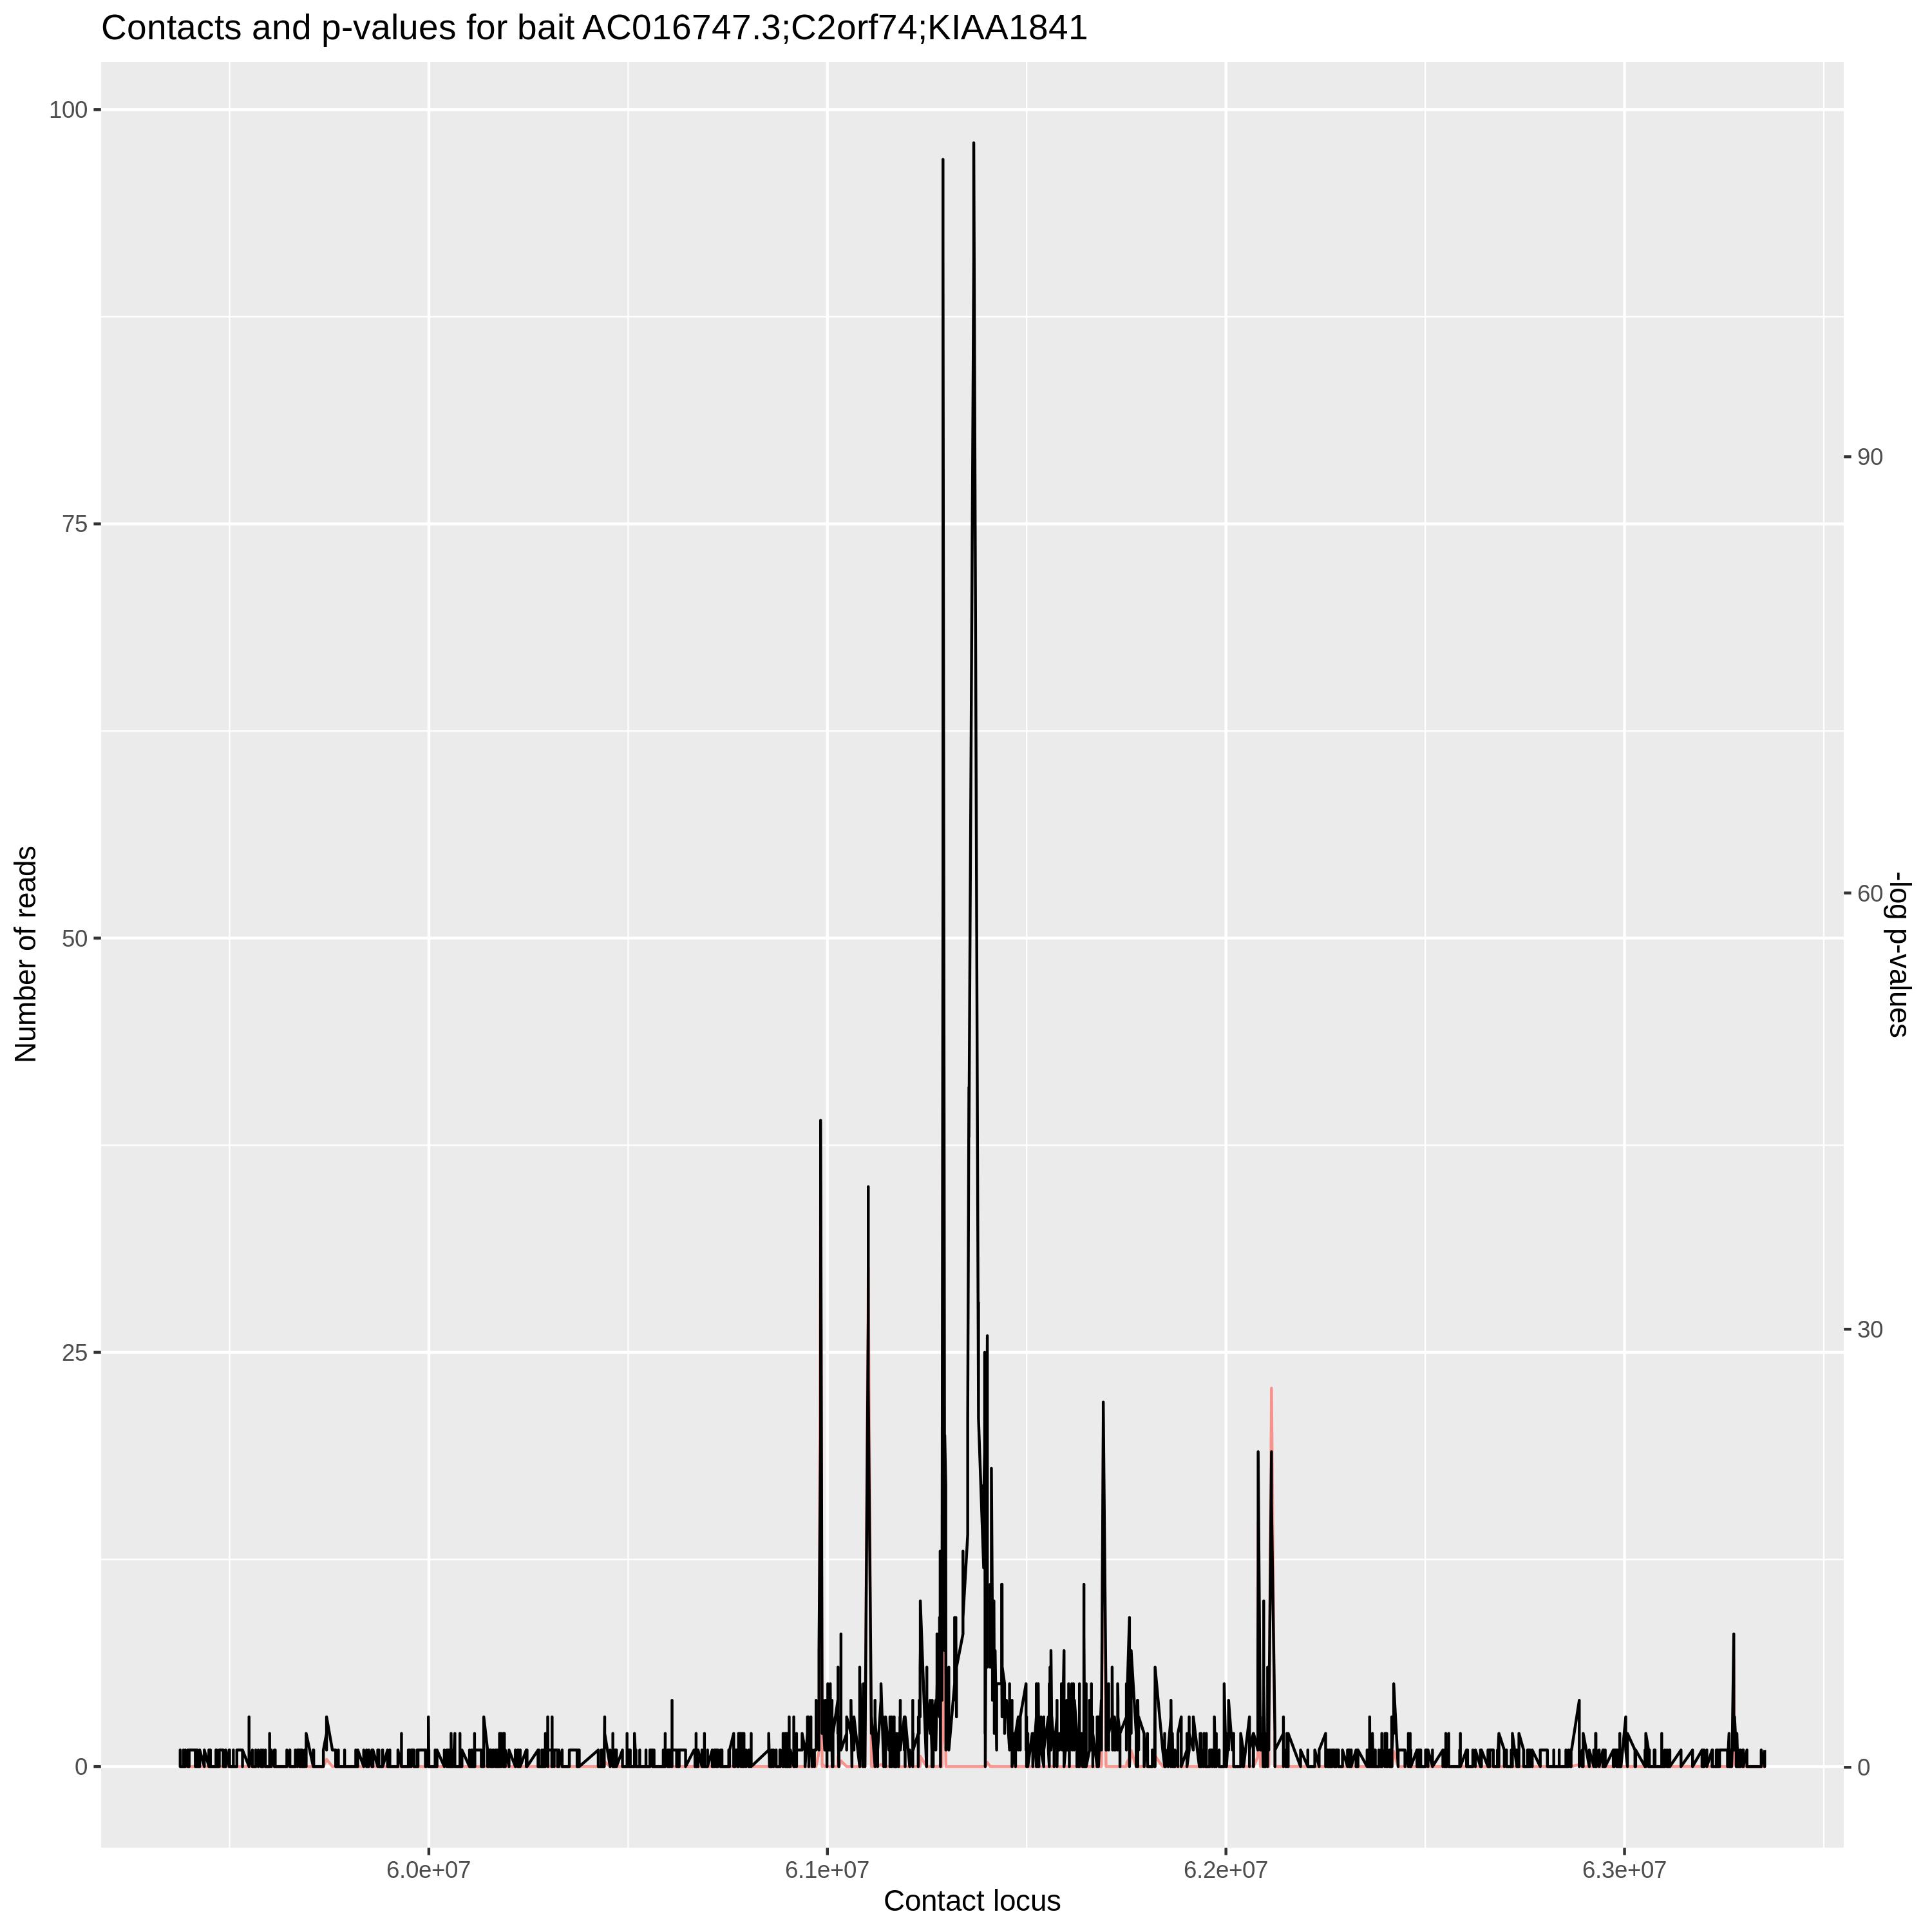 Contacts and p-values for bait AC016747.3;C2orf74;KIAA1841
100
75
50
25
0
Number of reads
90
60
30
0
-log p-values
6.0e+07
6.1e+07
6.2e+07
6.3e+07
Contact locus